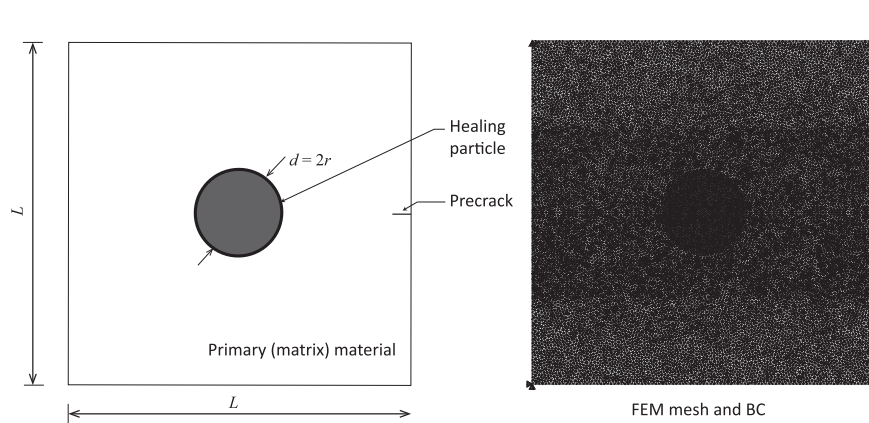 Healing
particle
d = 2r
Precrack
L
Primary (matrix) material
L
FEM mesh and BC